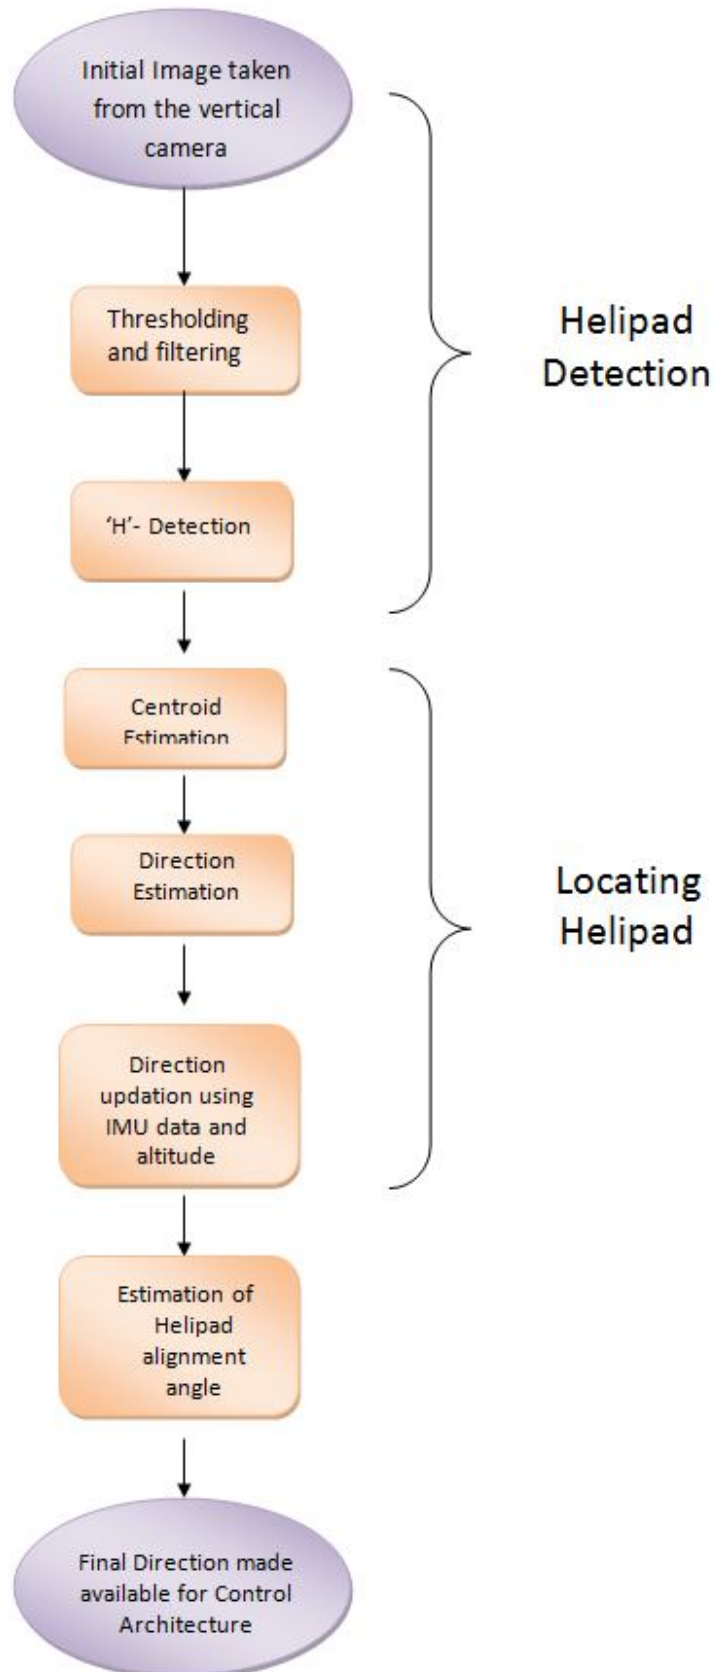 Initial Image taken
from the vertical
camera
Thresholding
and filtering
‘H’- Detection
Helipad
Detection
Centroid
Estimation
Direction
Estimation
Direction
updation using
IMU data and
altitude
Locating
Helipad
Estimation of
Helipad
alignment
angle
Final Direction made
available for Control
Architecture